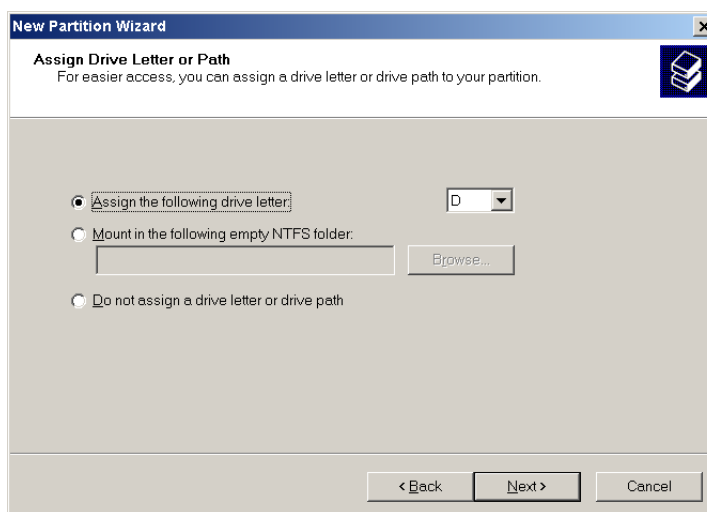 New Partition Wizard
Assign Drive Letter or Path
For easier access, you can assign a drive letter or drive path to your partition.
Assign the following drive letter: D
Mount in the following empty NTFS folder:
Browse...
Do not assign a drive letter or drive path
< Back Next > Cancel